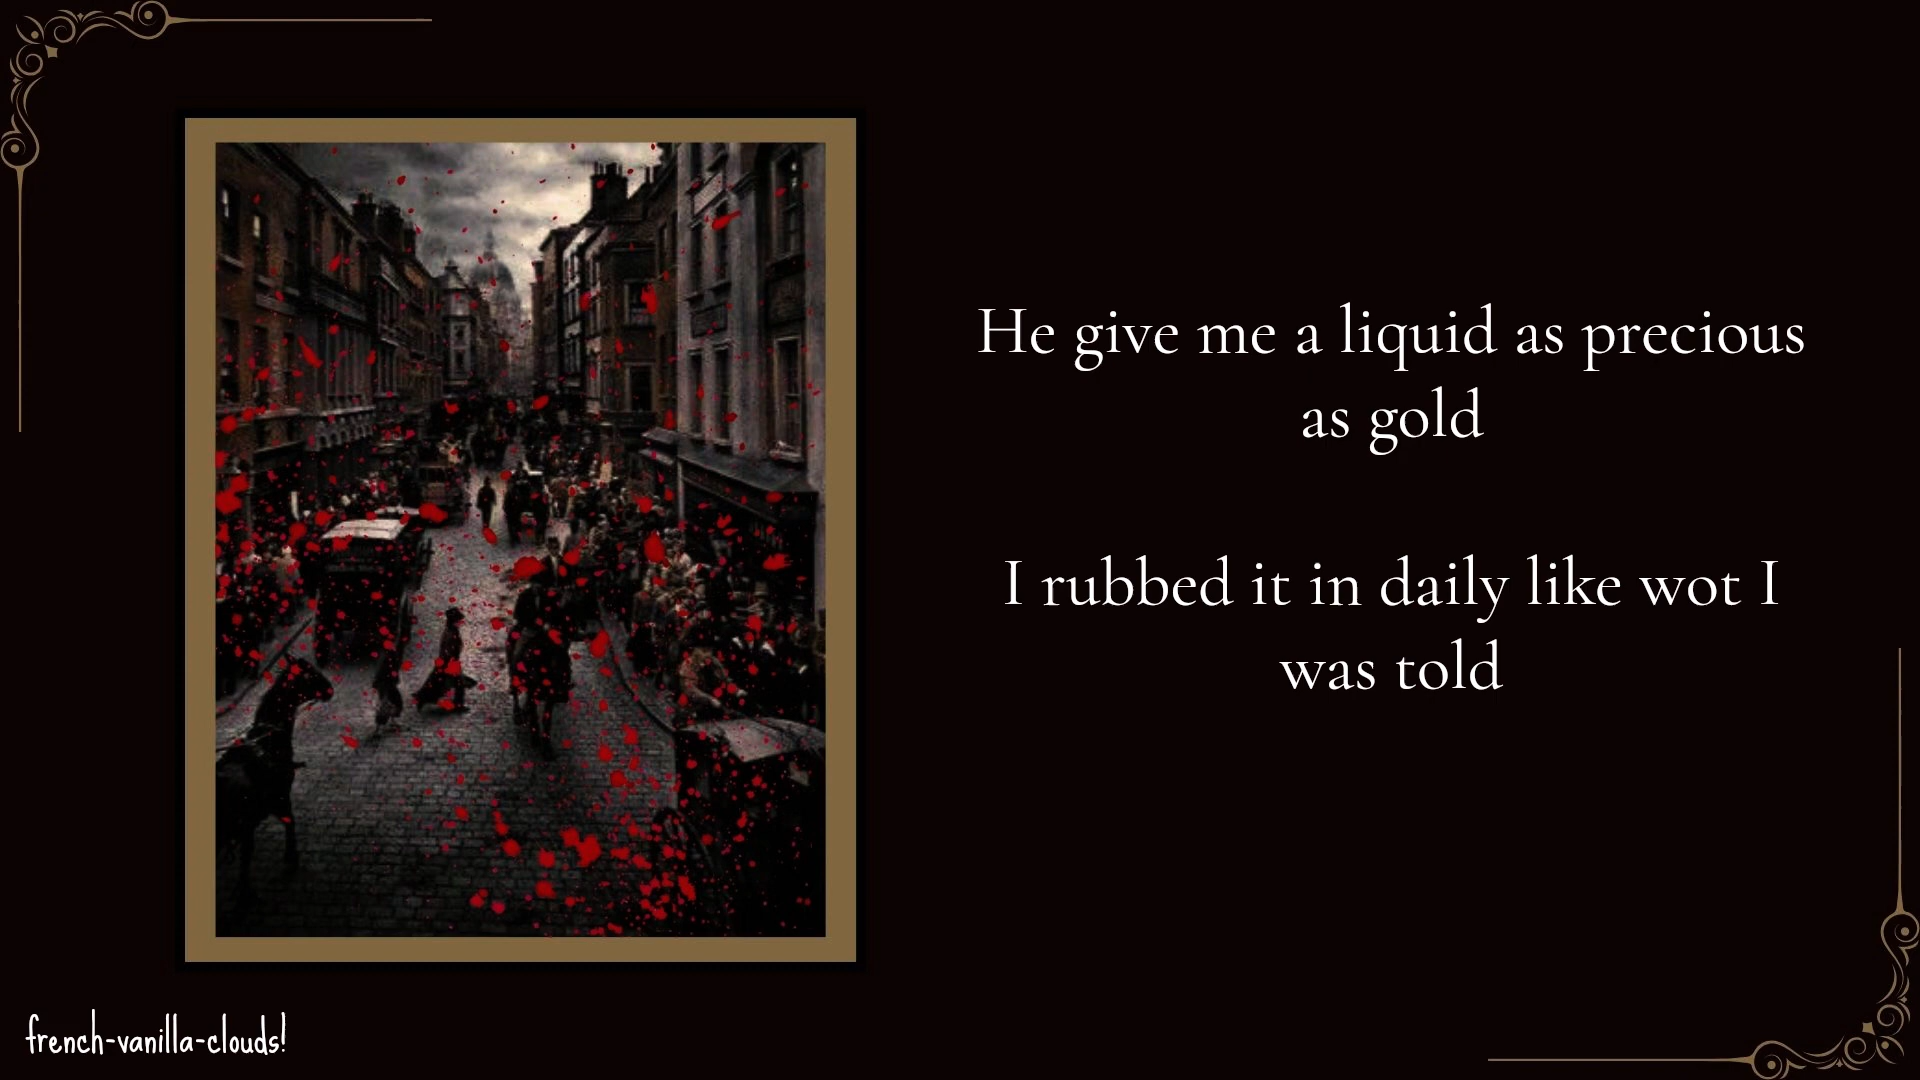 He give me a liquid as precious
as gold
I rubbed it in daily like wot I
was told
french-vanilla-clouds!